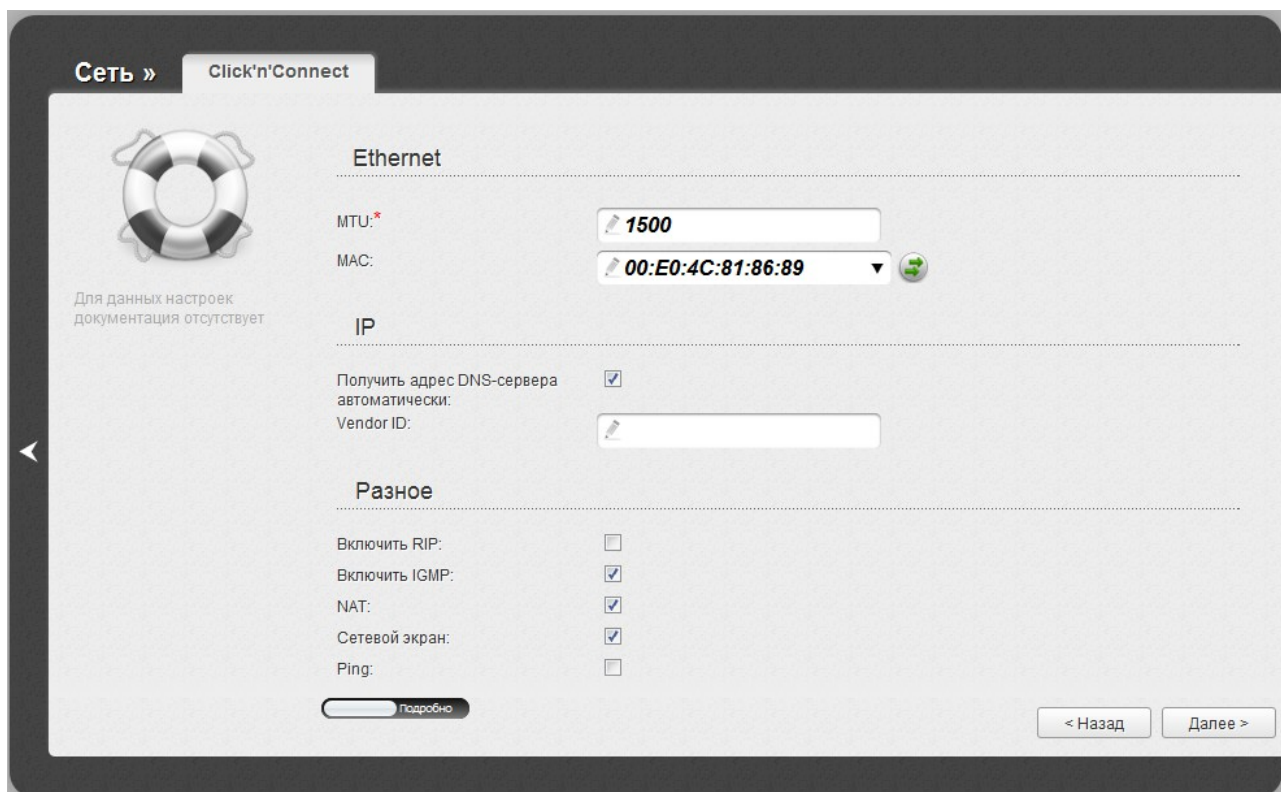 Сеть »
Click'n'Connect
Для данных настроек
документация отсутствует
Ethernet
MTU:*
1500
MAC:
00:E0:4C:81:86:89
IP
Получить адрес DNS-сервера
автоматически:
Vendor ID:
Разное
Включить RIP:
Включить IGMP:
NAT:
Сетевой экран:
Ping:
Подробно
< Назад
Далее >